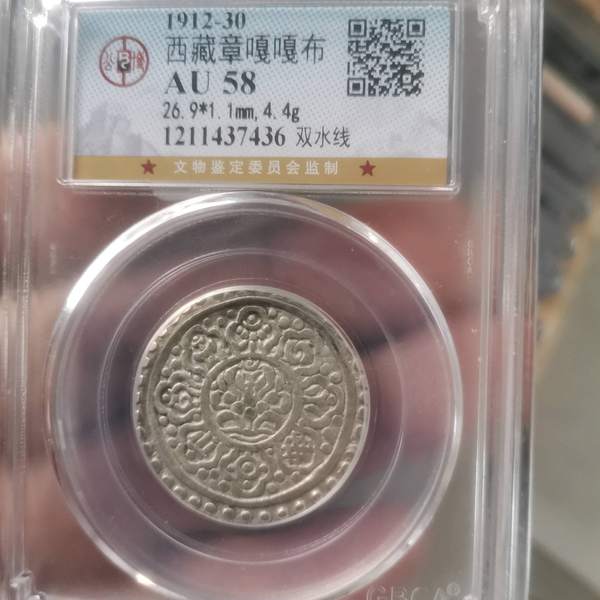 1912-30
西藏章嘎嘎布
AU 58
26.9*1.1mm,4.4g
1211437436 双水线
★ 文物鉴定委员会监制 ★
GBCA®